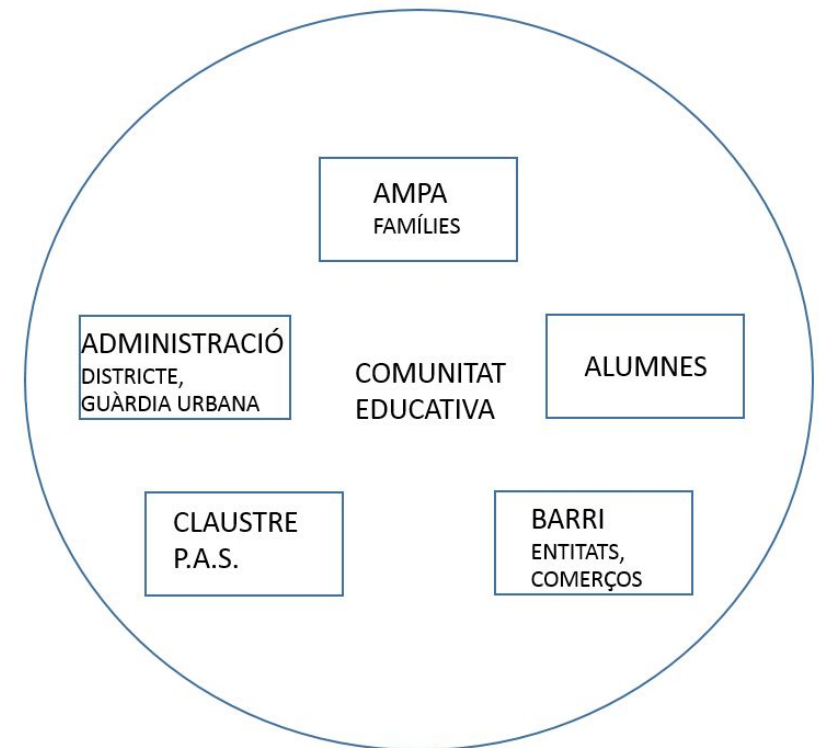 AMPA
FAMÍLIES
ADMINISTRACIÓ
DISTRICTE,
GUÀRDIA URBANA
COMUNITAT
EDUCATIVA
ALUMNES
CLAUSTRE
P.A.S.
BARRI
ENTITATS,
COMERÇOS